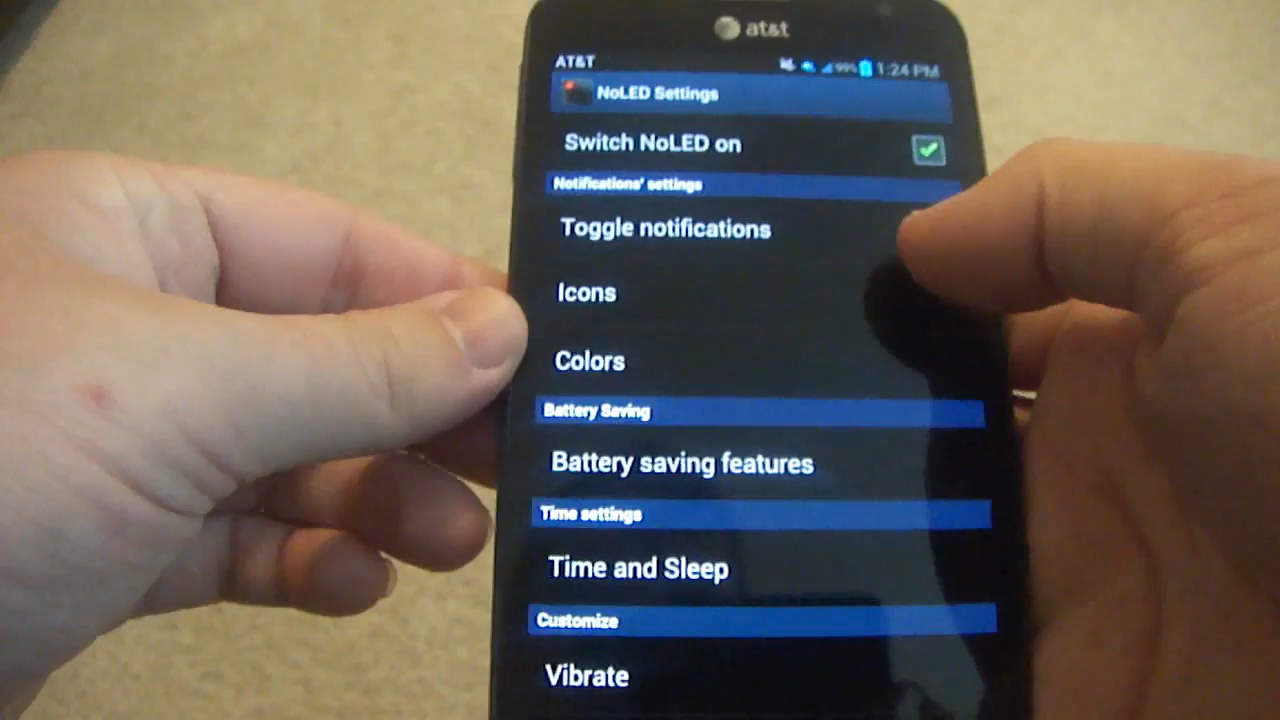 at&t
AT&T 99% 1:24 PM
NoLED Settings
Switch NoLED on
Notifications' settings
Toggle notifications
Icons
Colors
Battery Saving
Battery saving features
Time settings
Time and Sleep
Customize
Vibrate